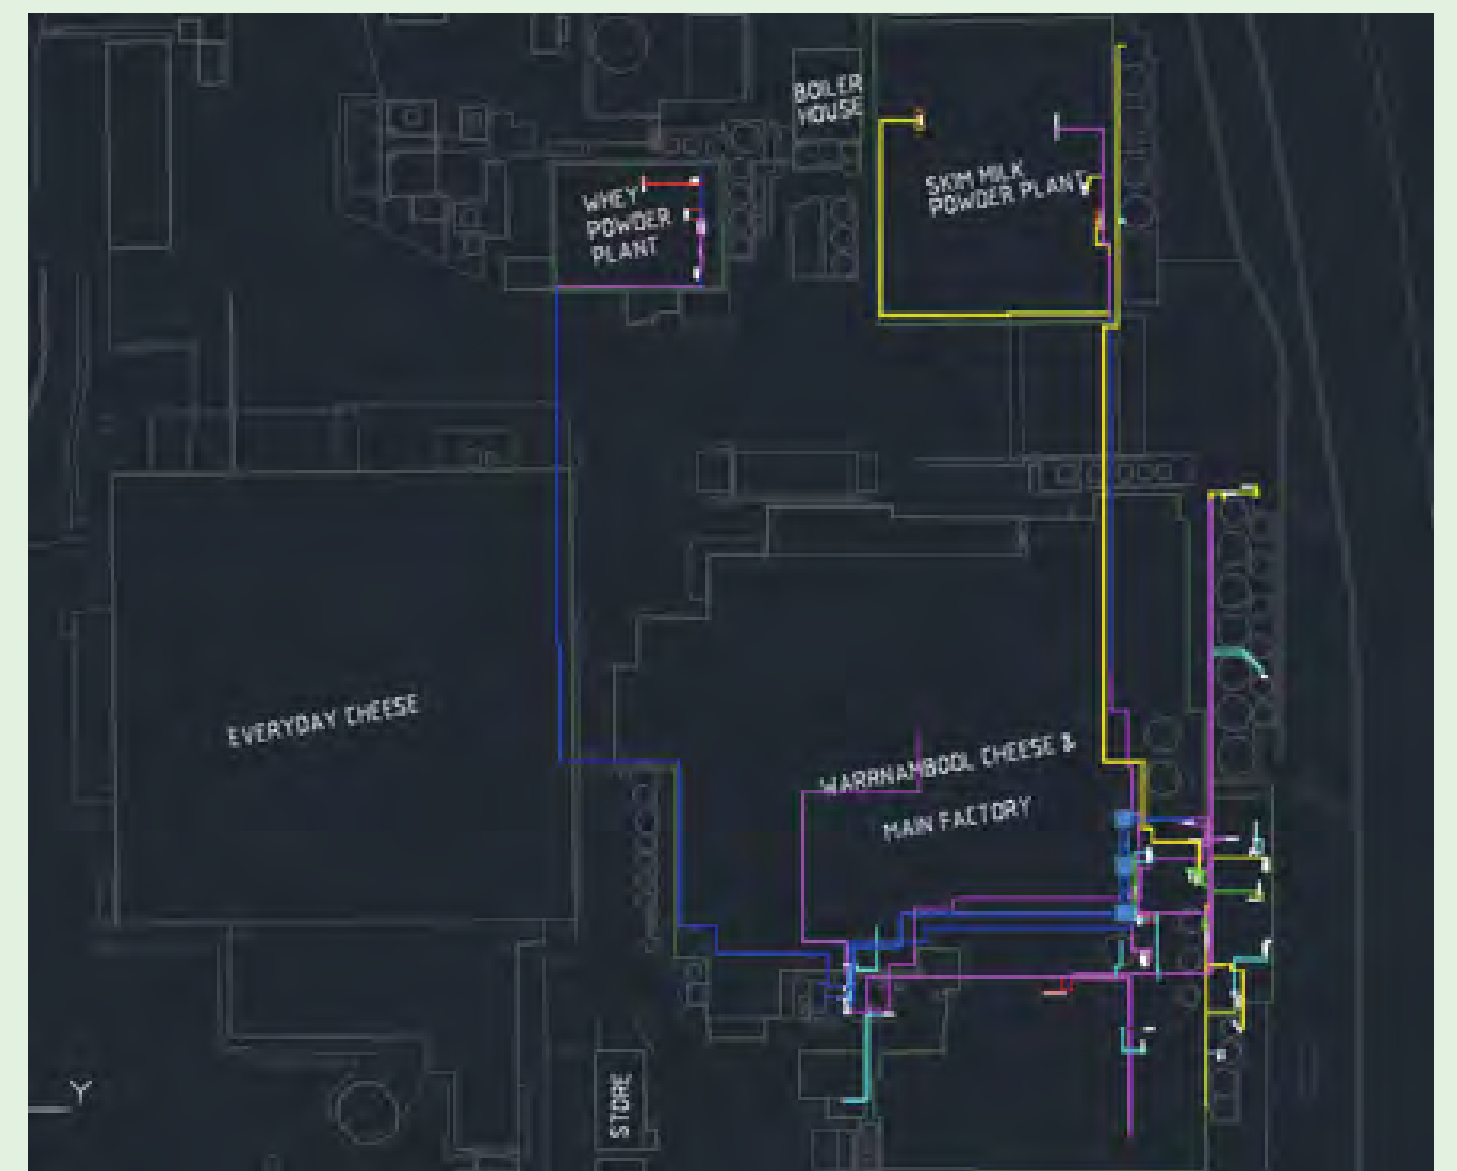 BOILER
HOUSE
SKIM MILK
POWDER PLANT
WHEY
POWDER
PLANT
EVERYDAY CHEESE
WARRNAMBOOL CHEESE &
MAIN FACTORY
STORE
Y